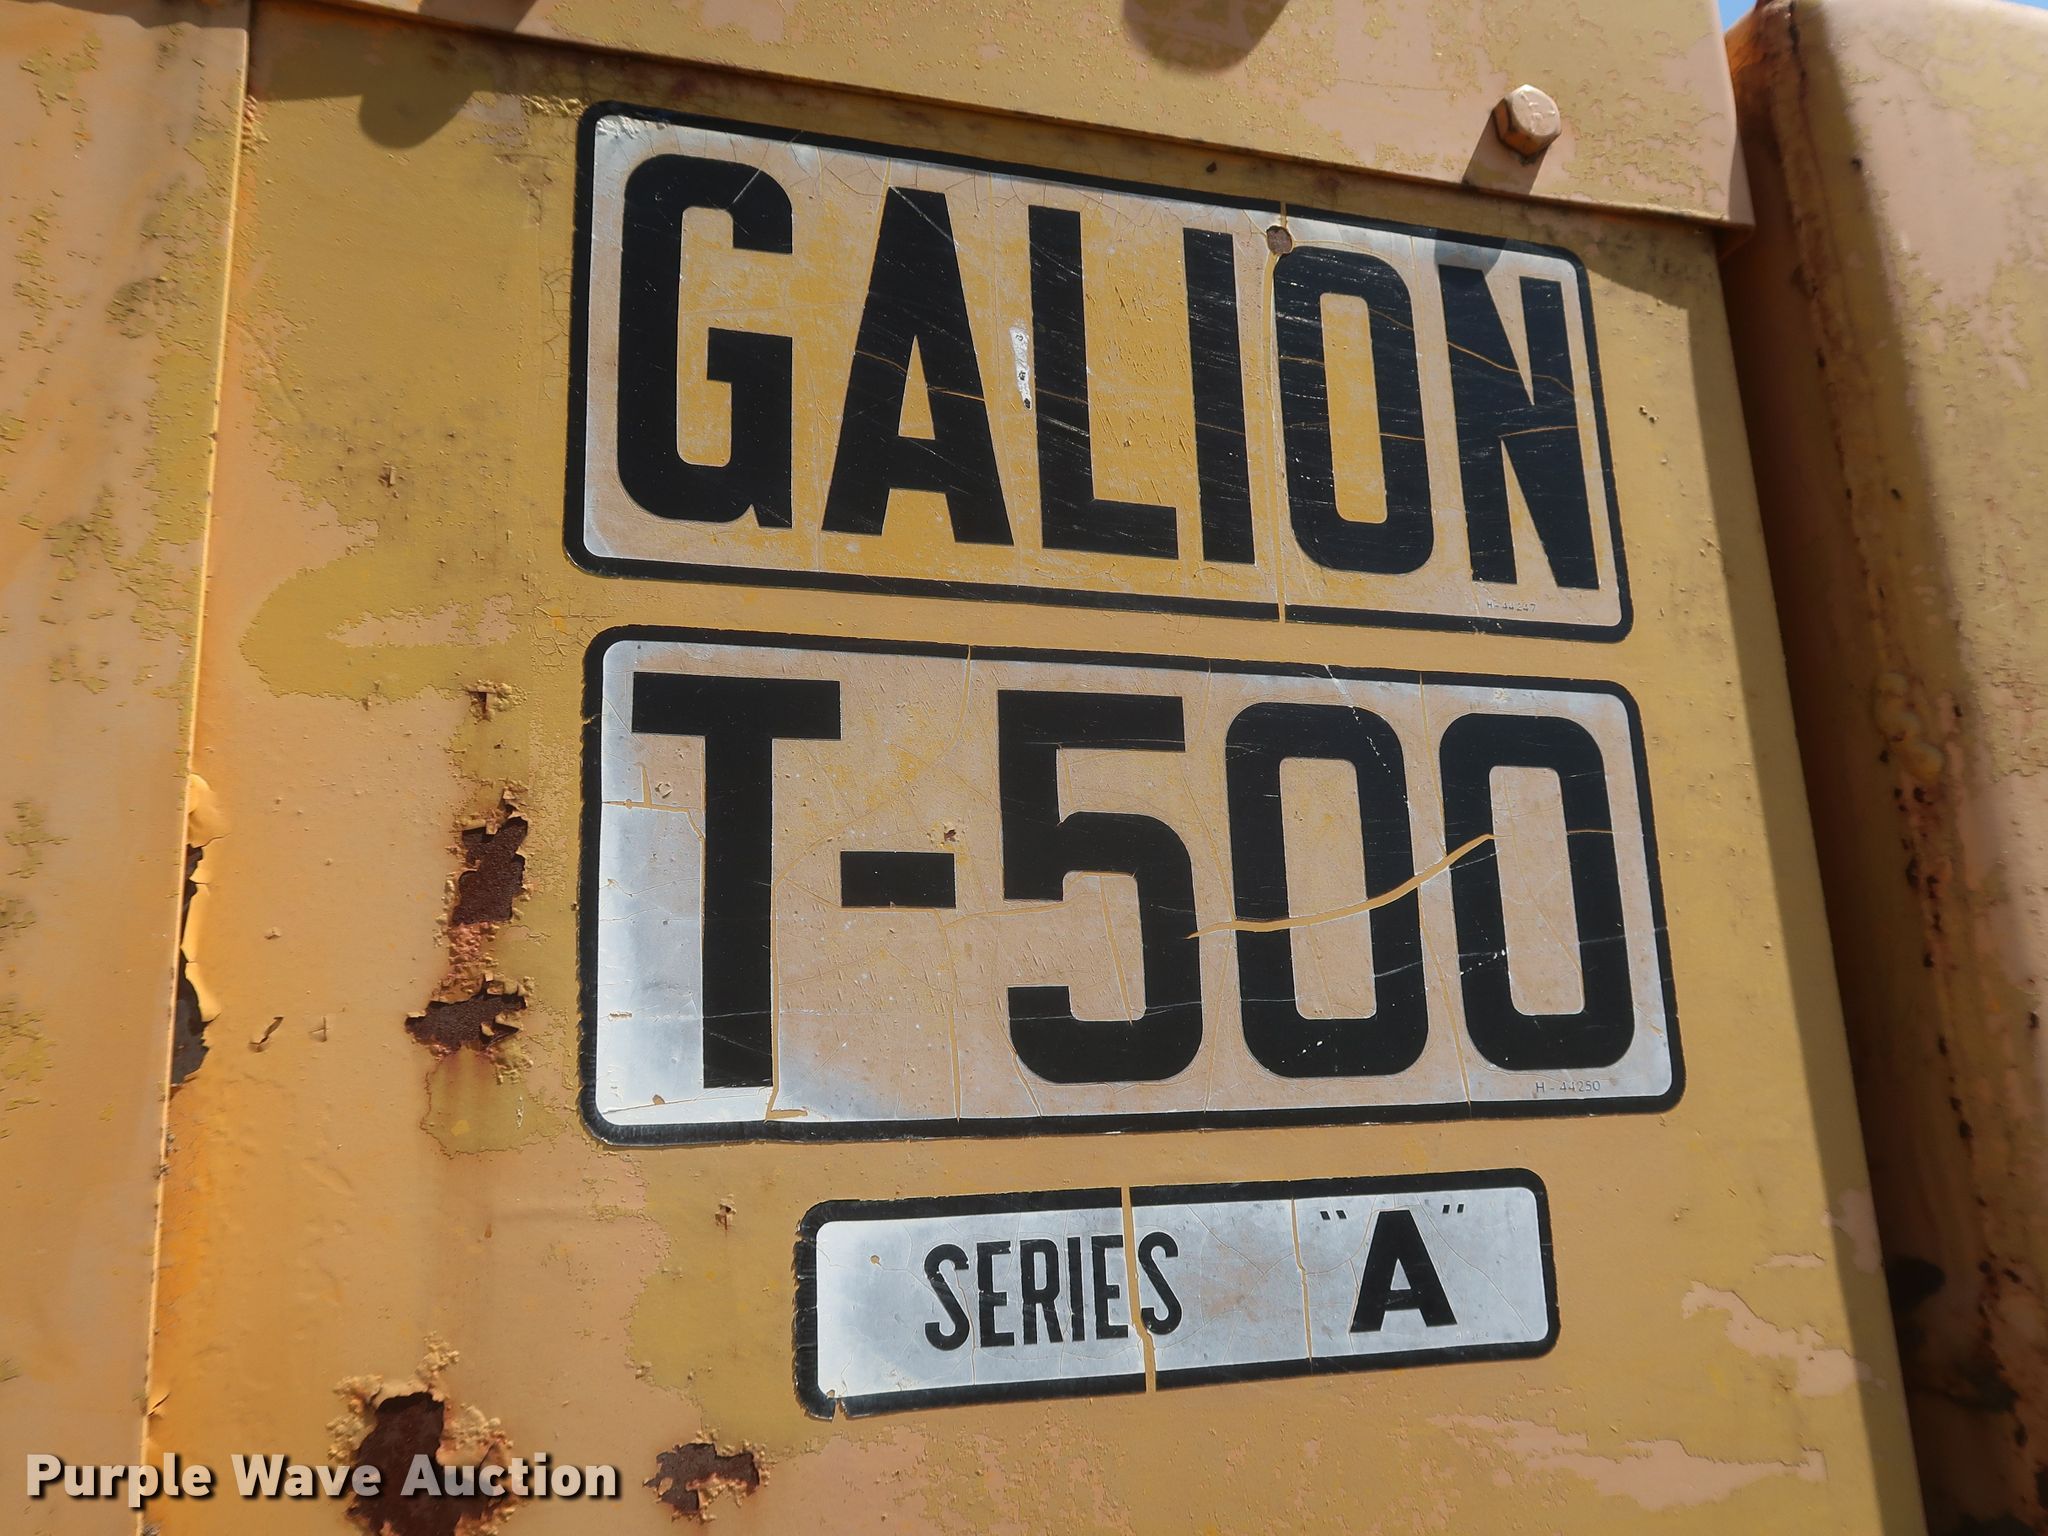 GALION
H-44247
T-500
H-44250
SERIES "A"
Purple Wave Auction